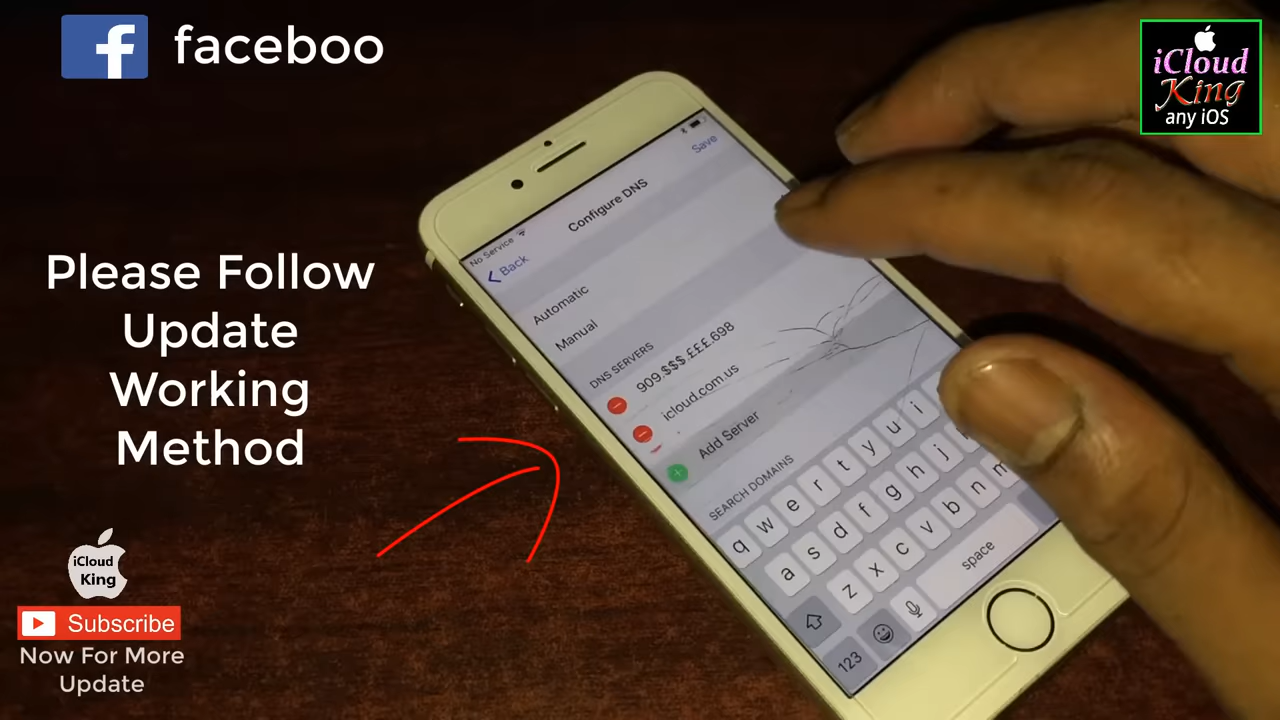 faceboo
iCloud
King
any iOS
Please Follow
Update
Working
Method
iCloud
King
Subscribe
Now For More
Update
No Service
Back
Configure DNS
Save
Automatic
Manual
DNS SERVERS
909.$$$.£££.698
icloud.com.us
Add Server
SEARCH DOMAINS
q w e r t y u i
a s d f g h j
z x c v b n m
123
space